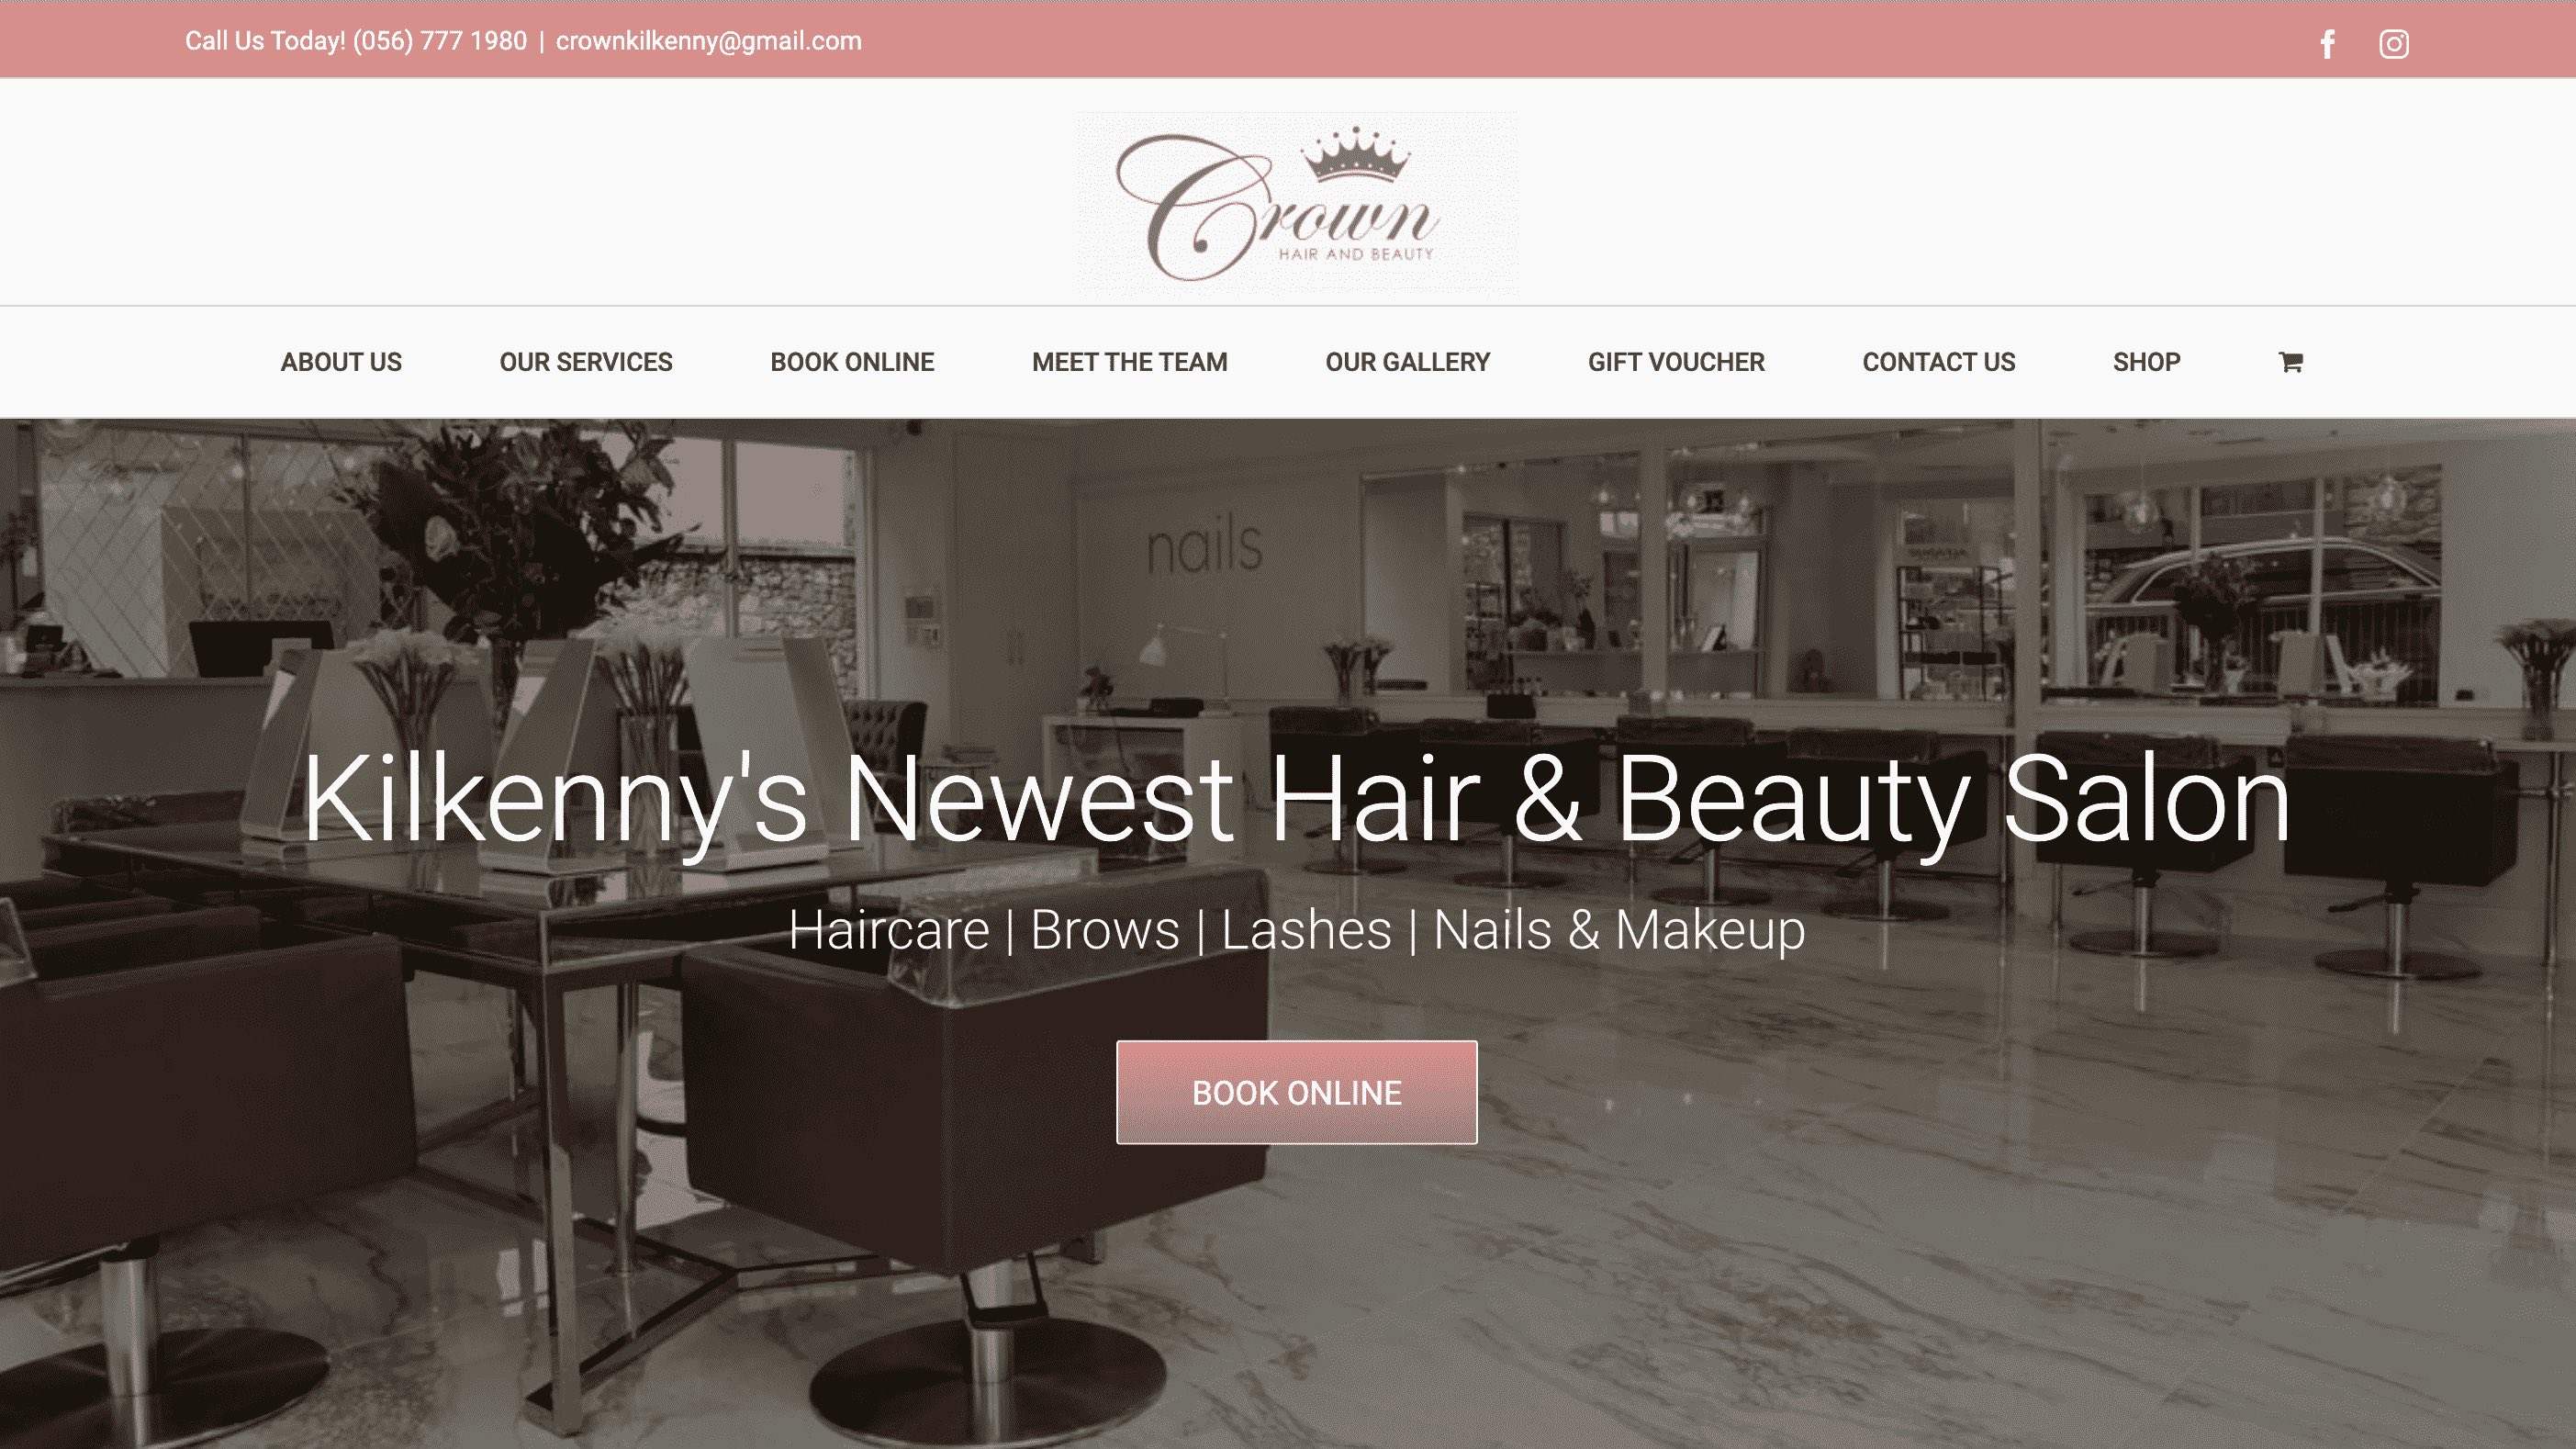 Call Us Today! (056) 777 1980 | crownkilkenny@gmail.com
Crown
HAIR AND BEAUTY
ABOUT US OUR SERVICES BOOK ONLINE MEET THE TEAM OUR GALLERY GIFT VOUCHER CONTACT US SHOP
nails
Kilkenny's Newest Hair & Beauty Salon
Haircare | Brows | Lashes | Nails & Makeup
BOOK ONLINE